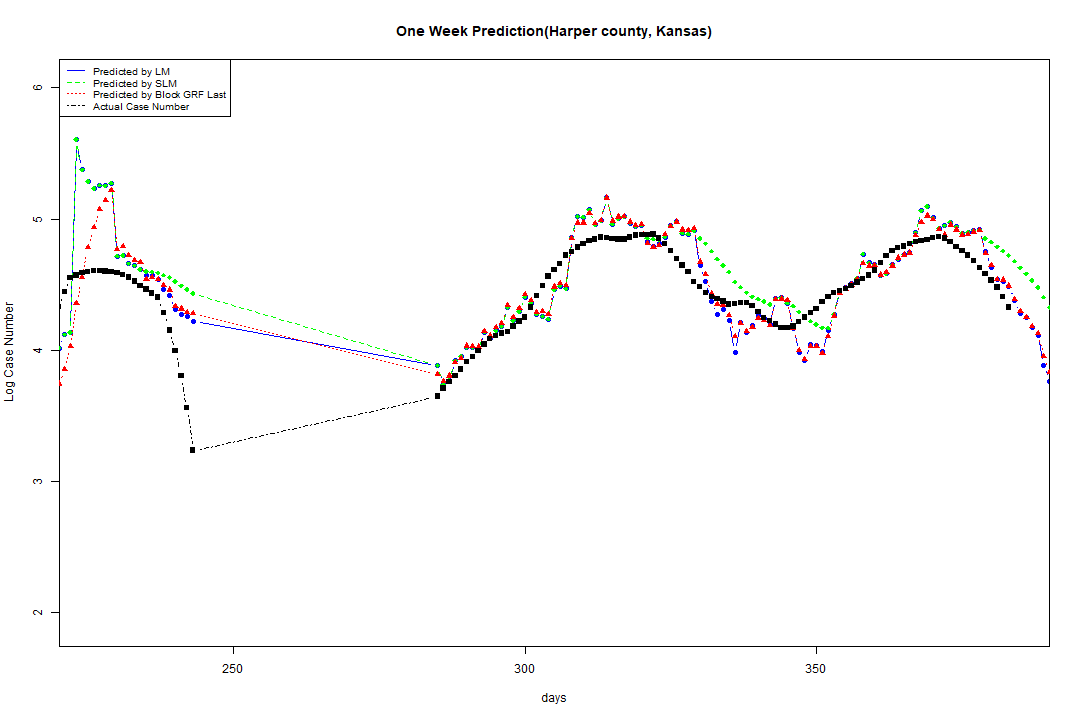 One Week Prediction(Harper county, Kansas)
Predicted by LM
Predicted by SLM
Predicted by Block GRF Last
Actual Case Number
6
5
4
3
2
Log Case Number
250
300
350
days